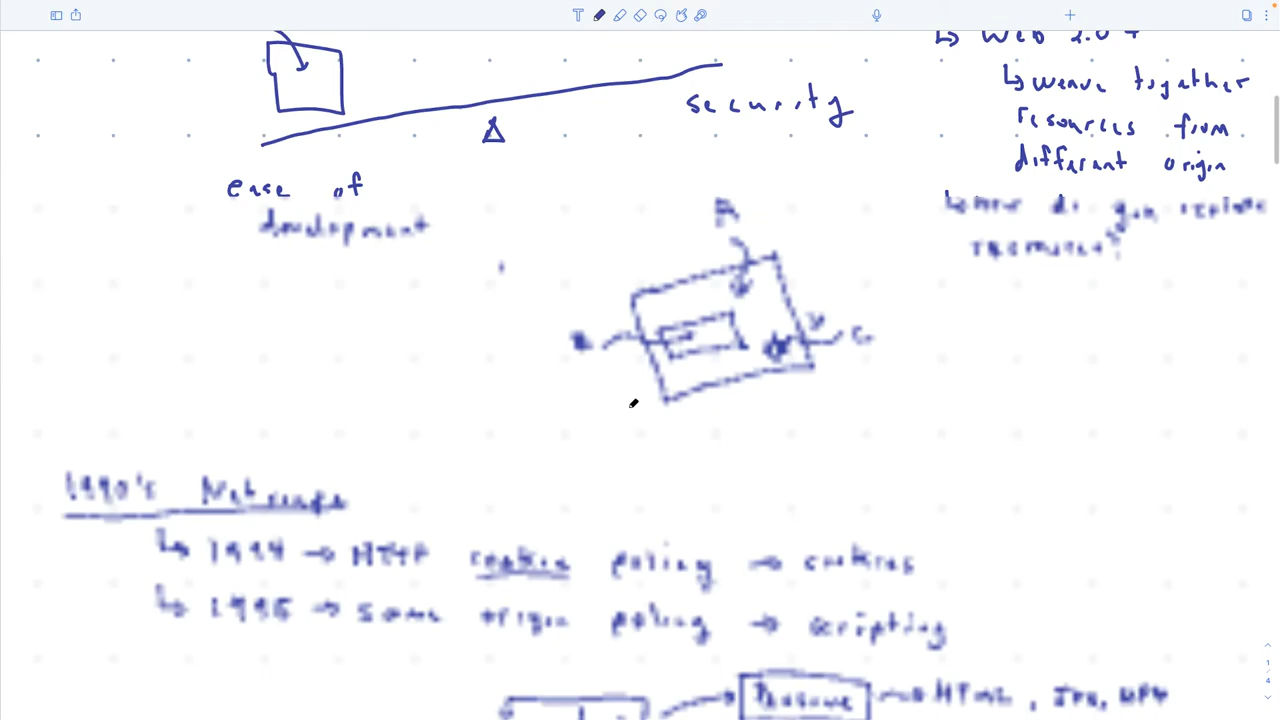 ↳ Web 2.0 +
↳ weave together
resources from
different origin
security
ease of
development
A
B
C
1990's Netscape
↳ 1994 → HTTP cookie policy → cookies
↳ 1995 → same origin policy → scripting
→ HTML, JPG, MP4